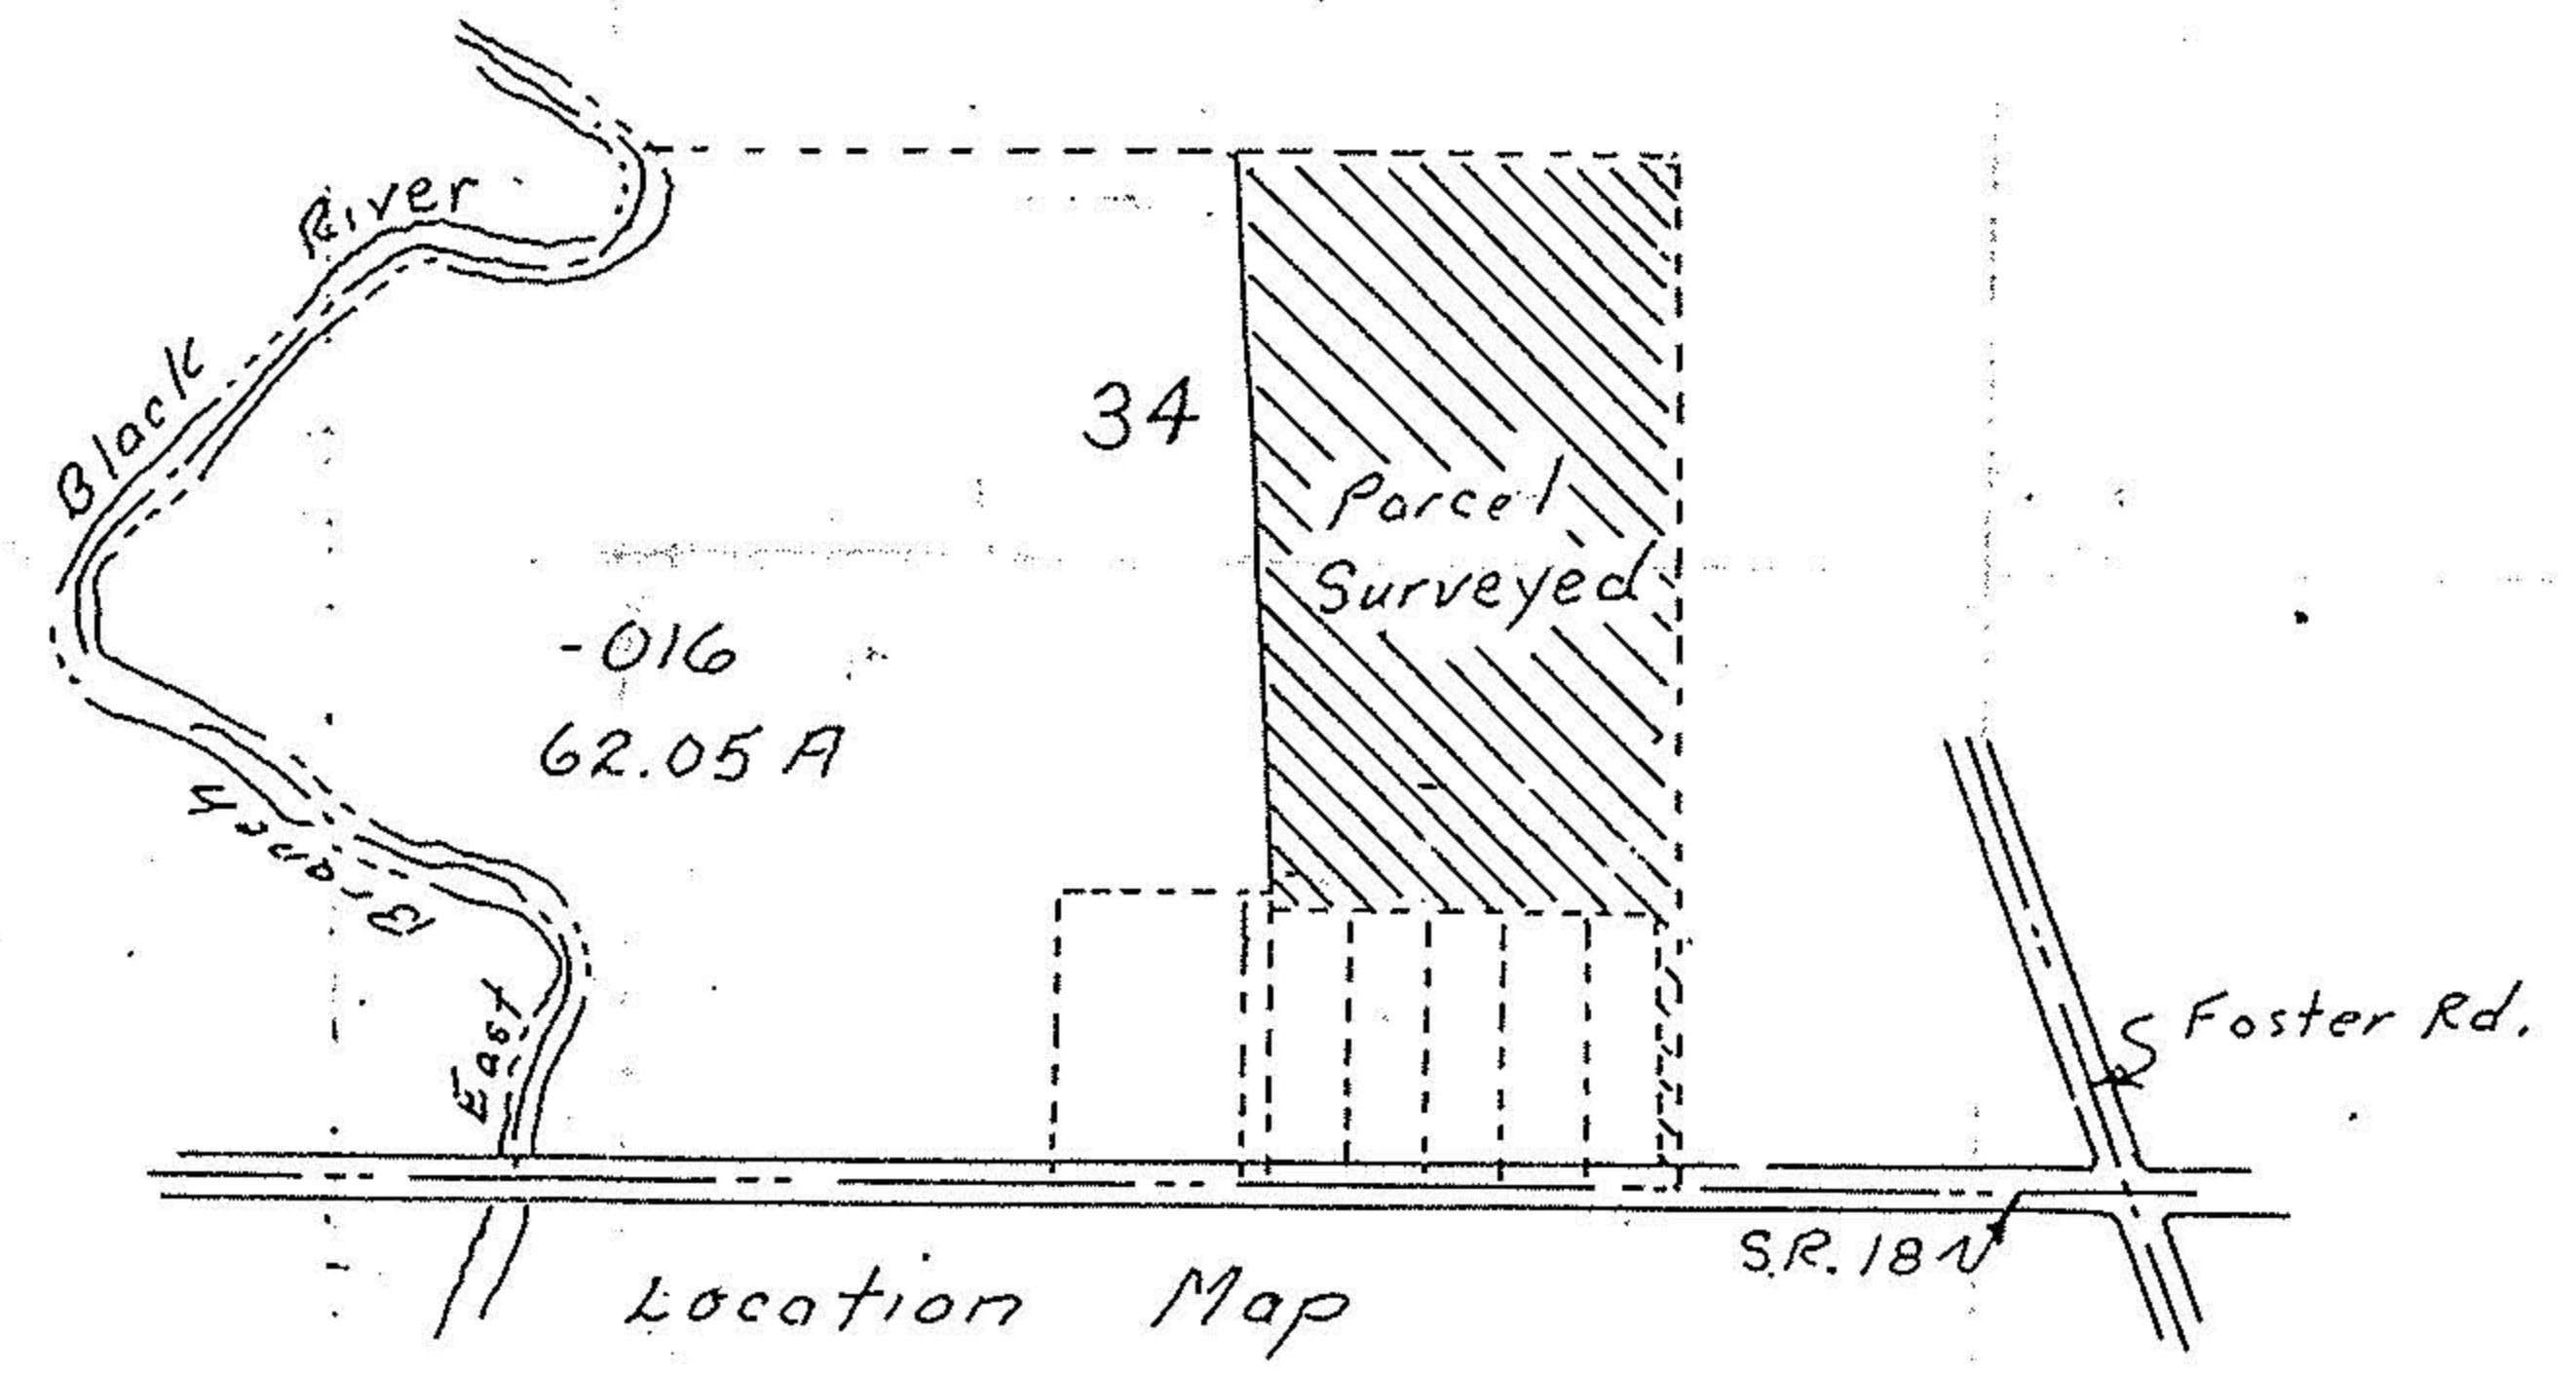 River
Black
Branch
East
34
Parcel
Surveyed
-016
62.05 A
Foster Rd.
S.R. 18
Location Map